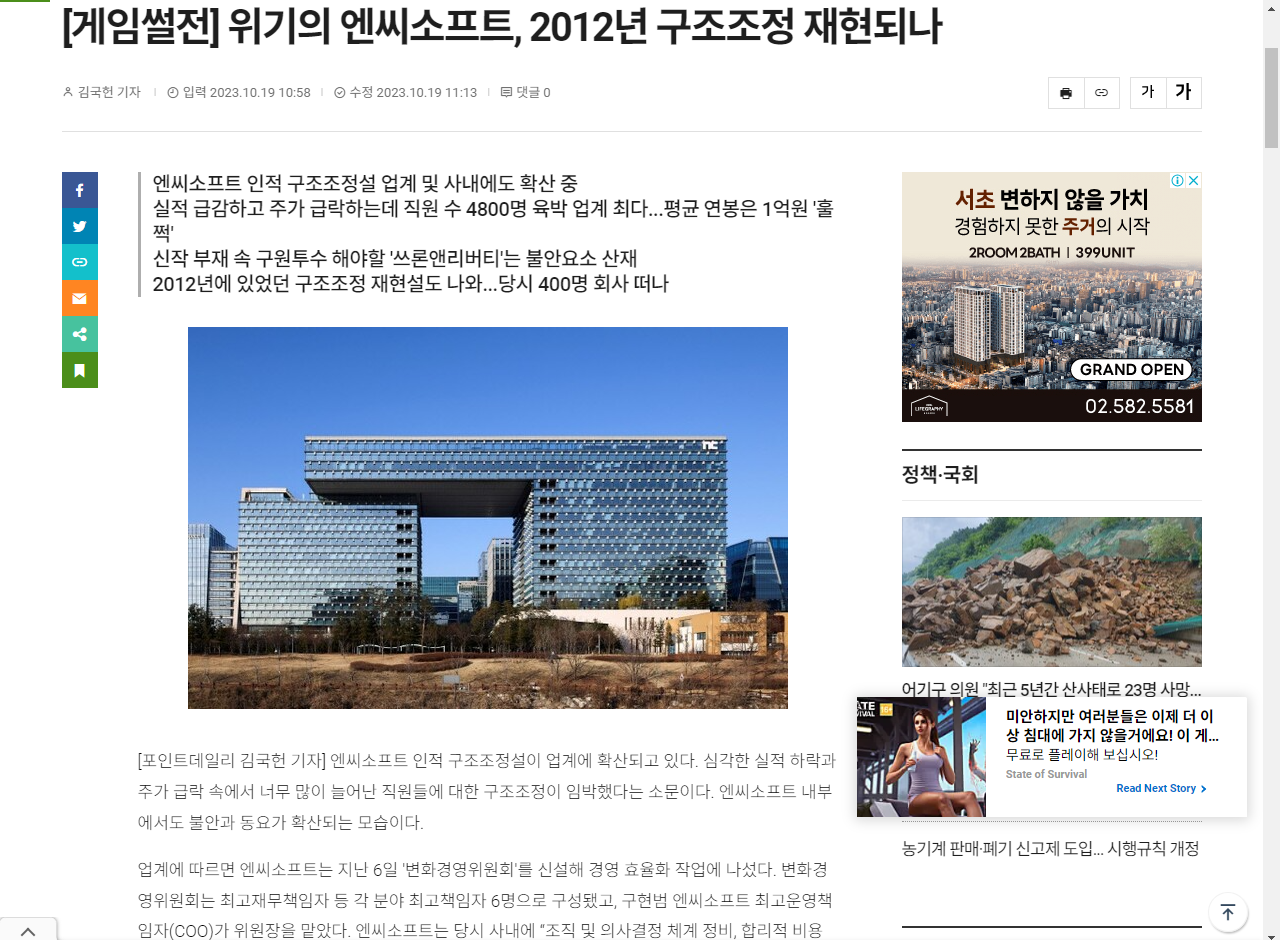 [게임썰전] 위기의 엔씨소프트, 2012년 구조조정 재현되나
김국헌 기자
입력 2023.10.19 10:58
수정 2023.10.19 11:13
댓글 0
가 가
엔씨소프트 인적 구조조정설 업계 및 사내에도 확산 중
실적 급감하고 주가 급락하는데 직원 수 4800명 육박 업계 최다...평균 연봉은 1억원 '훌
쩍'
신작 부재 속 구원투수 해야할 '쓰론앤리버티'는 불안요소 산재
2012년에 있었던 구조조정 재현설도 나와...당시 400명 회사 떠나
nc
[포인트데일리 김국헌 기자] 엔씨소프트 인적 구조조정설이 업계에 확산되고 있다. 심각한 실적 하락과
주가 급락 속에서 너무 많이 늘어난 직원들에 대한 구조조정이 임박했다는 소문이다. 엔씨소프트 내부
에서도 불안과 동요가 확산되는 모습이다.
업계에 따르면 엔씨소프트는 지난 6일 '변화경영위원회'를 신설해 경영 효율화 작업에 나섰다. 변화경
영위원회는 최고재무책임자 등 각 분야 최고책임자 6명으로 구성됐고, 구현범 엔씨소프트 최고운영책
임자(COO)가 위원장을 맡았다. 엔씨소프트는 당시 사내에 “조직 및 의사결정 체계 정비, 합리적 비용
서초 변하지 않을 가치
경험하지 못한 주거의 시작
2ROOM 2BATH | 399UNIT
GRAND OPEN
LIFEGRAPHY
02.582.5581
정책·국회
어기구 의원 "최근 5년간 산사태로 23명 사망...
16+
미안하지만 여러분들은 이제 더 이
상 침대에 가지 않을거에요! 이 게...
무료로 플레이해 보십시오!
State of Survival
Read Next Story
농기계 판매·폐기 신고제 도입... 시행규칙 개정